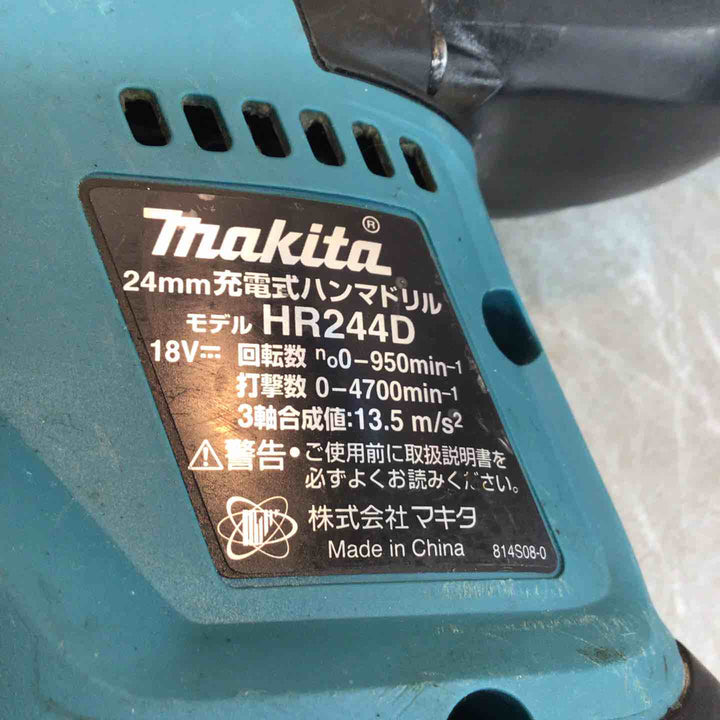 makita®
24mm充電式ハンマドリル
モデル HR244D
18V⎓ 回転数 n₀0-950min⁻¹
打撃数 0-4700min⁻¹
3軸合成値:13.5 m/s²
⚠警告・ご使用前に取扱説明書を
必ずよくお読みください。
株式会社 マキタ
Made in China 814S08-0